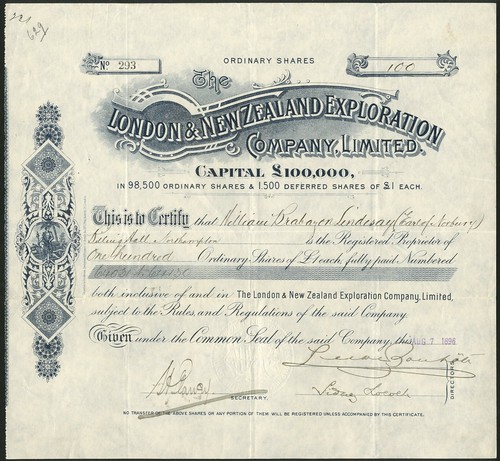 221
629
ORDINARY SHARES
No 293
100
The
LONDON & NEW ZEALAND EXPLORATION
COMPANY, LIMITED.
CAPITAL £100,000,
IN 98,500 ORDINARY SHARES & 1,500 DEFERRED SHARES OF £1 EACH.
This is to Certify that William Brabazon Lindesay (Earl of Norbury)
Northampton is the Registered Proprietor of
One Hundred Ordinary Shares of £1 each, fully paid Numbered
both inclusive of and in The London & New Zealand Exploration Company, Limited,
subject to the Rules and Regulations of the said Company.
Given under the Common Seal of the said Company, this AUG 7 1896
DIRECTORS
SECRETARY.
NO TRANSFER OF THE ABOVE SHARES OR ANY PORTION OF THEM WILL BE REGISTERED UNLESS ACCOMPANIED BY THIS CERTIFICATE.